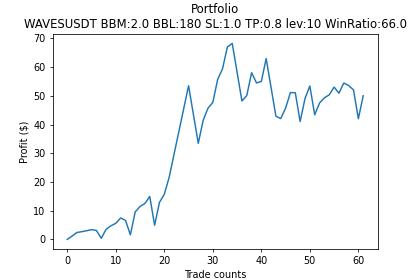 Portfolio
WAVESUSDT BBM:2.0 BBL:180 SL:1.0 TP:0.8 lev:10 WinRatio:66.0
70
60
50
40
30
20
10
0
Profit ($)
0 10 20 30 40 50 60
Trade counts